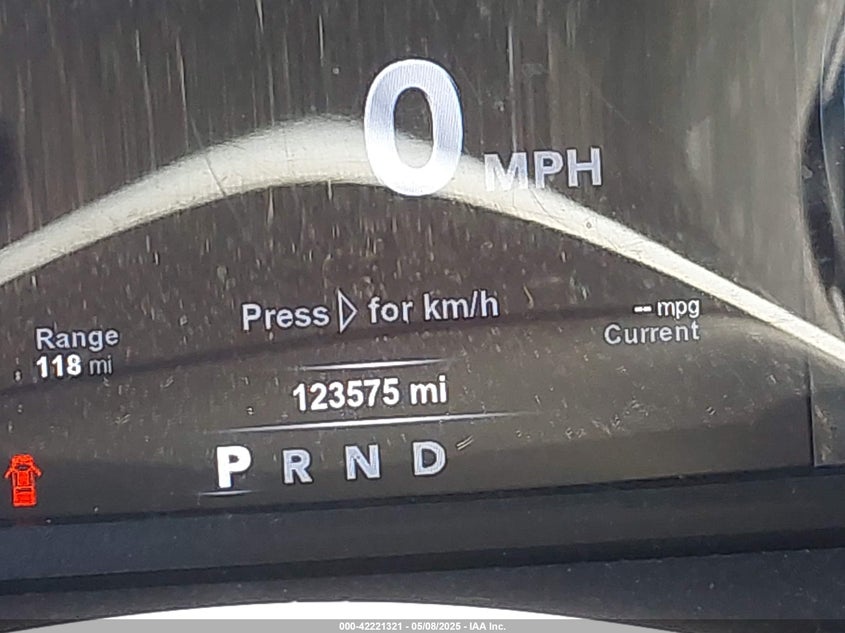 0 MPH
Press ▷ for km/h
-- mpg
Current
Range
118 mi
123575 mi
P R N D
000-42221321 - 05/08/2025 - IAA Inc.